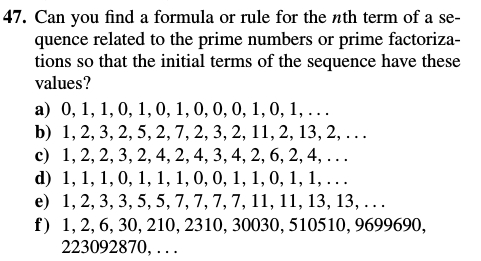 47. Can you find a formula or rule for the nth term of a se-
quence related to the prime numbers or prime factoriza-
tions so that the initial terms of the sequence have these
values?
a) 0, 1, 1, 0, 1, 0, 1, 0, 0, 0, 1, 0, 1, . . .
b) 1, 2, 3, 2, 5, 2, 7, 2, 3, 2, 11, 2, 13, 2, . . .
c) 1, 2, 2, 3, 2, 4, 2, 4, 3, 4, 2, 6, 2, 4, . . .
d) 1, 1, 1, 0, 1, 1, 1, 0, 0, 1, 1, 0, 1, 1, . . .
e) 1, 2, 3, 3, 5, 5, 7, 7, 7, 7, 11, 11, 13, 13, . . .
f) 1, 2, 6, 30, 210, 2310, 30030, 510510, 9699690,
223092870, . . .